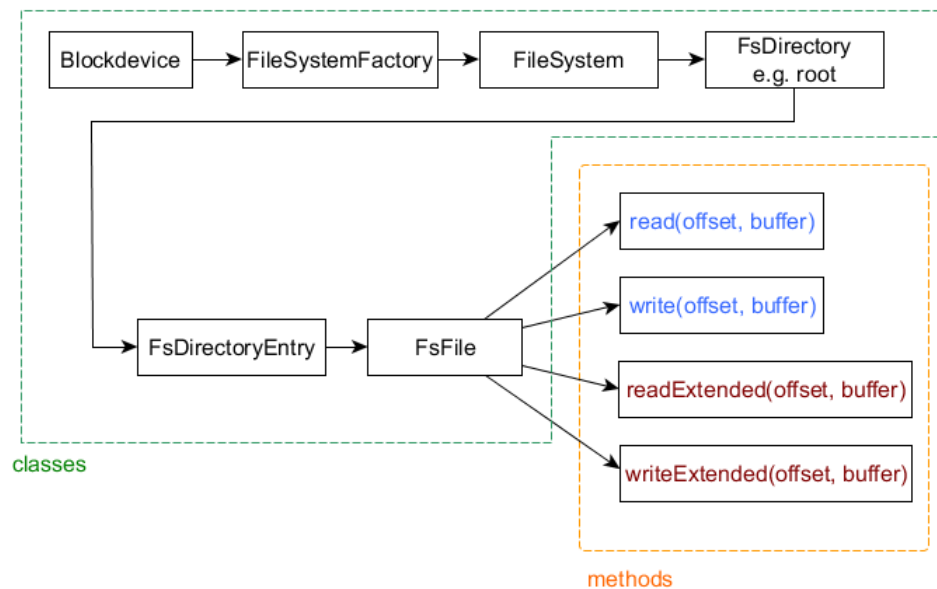 Blockdevice
FileSystemFactory
FileSystem
FsDirectory
e.g. root
read(offset, buffer)
write(offset, buffer)
FsDirectoryEntry
FsFile
readExtended(offset, buffer)
writeExtended(offset, buffer)
classes
methods